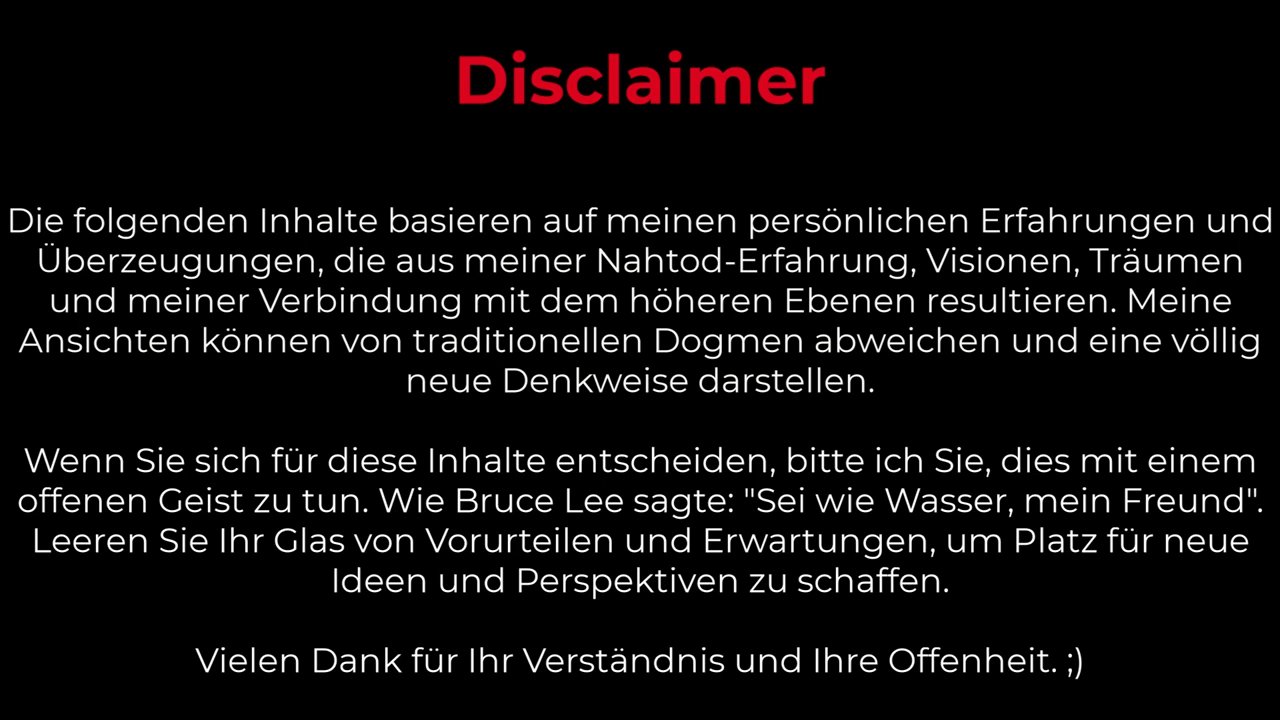 Disclaimer
Die folgenden Inhalte basieren auf meinen persönlichen Erfahrungen und
Überzeugungen, die aus meiner Nahtod-Erfahrung, Visionen, Träumen
und meiner Verbindung mit dem höheren Ebenen resultieren. Meine
Ansichten können von traditionellen Dogmen abweichen und eine völlig
neue Denkweise darstellen.
Wenn Sie sich für diese Inhalte entscheiden, bitte ich Sie, dies mit einem
offenen Geist zu tun. Wie Bruce Lee sagte: "Sei wie Wasser, mein Freund".
Leeren Sie Ihr Glas von Vorurteilen und Erwartungen, um Platz für neue
Ideen und Perspektiven zu schaffen.
Vielen Dank für Ihr Verständnis und Ihre Offenheit. ;)